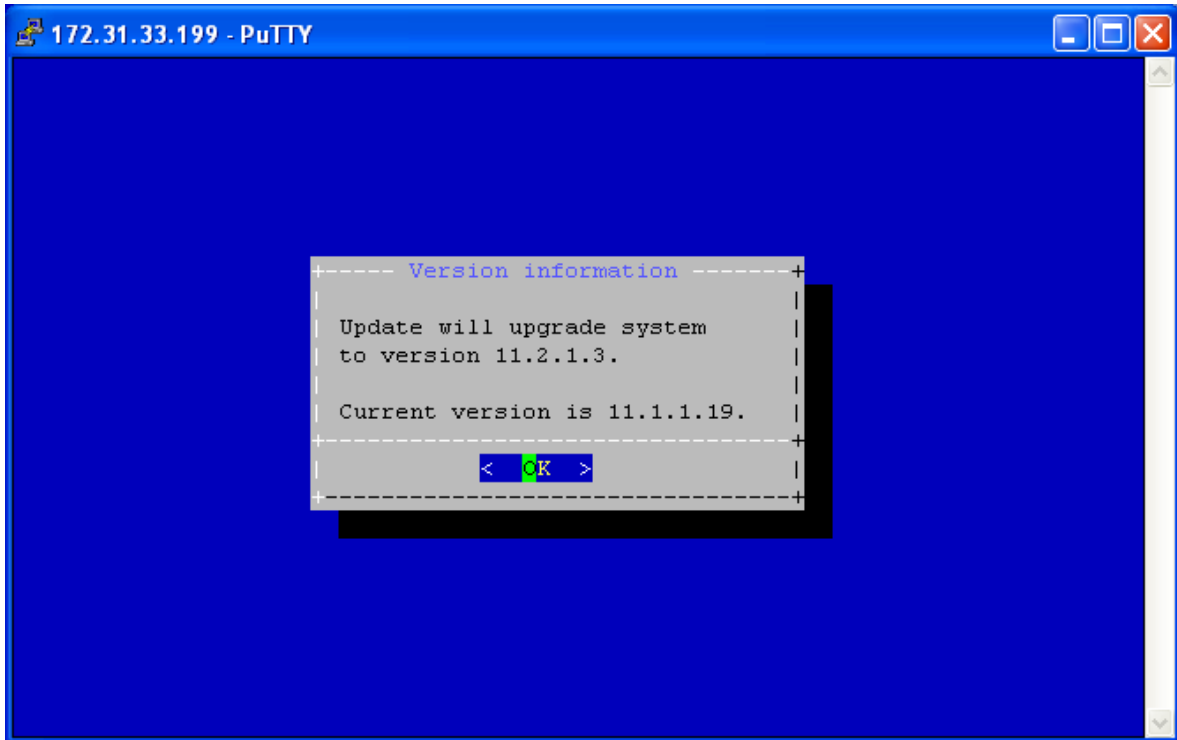 172.31.33.199 - PuTTY
Version information
Update will upgrade system
to version 11.2.1.3.
Current version is 11.1.1.19.
< OK >